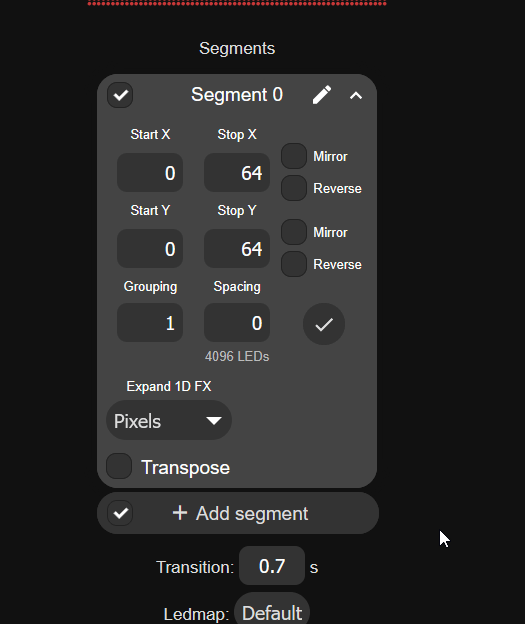 Segments
Segment 0
Start X Stop X
0 64 Mirror
Reverse
Start Y Stop Y
0 64 Mirror
Reverse
Grouping Spacing
1 0
4096 LEDs
Expand 1D FX
Pixels
Transpose
+ Add segment
Transition: 0.7 s
Ledmap: Default